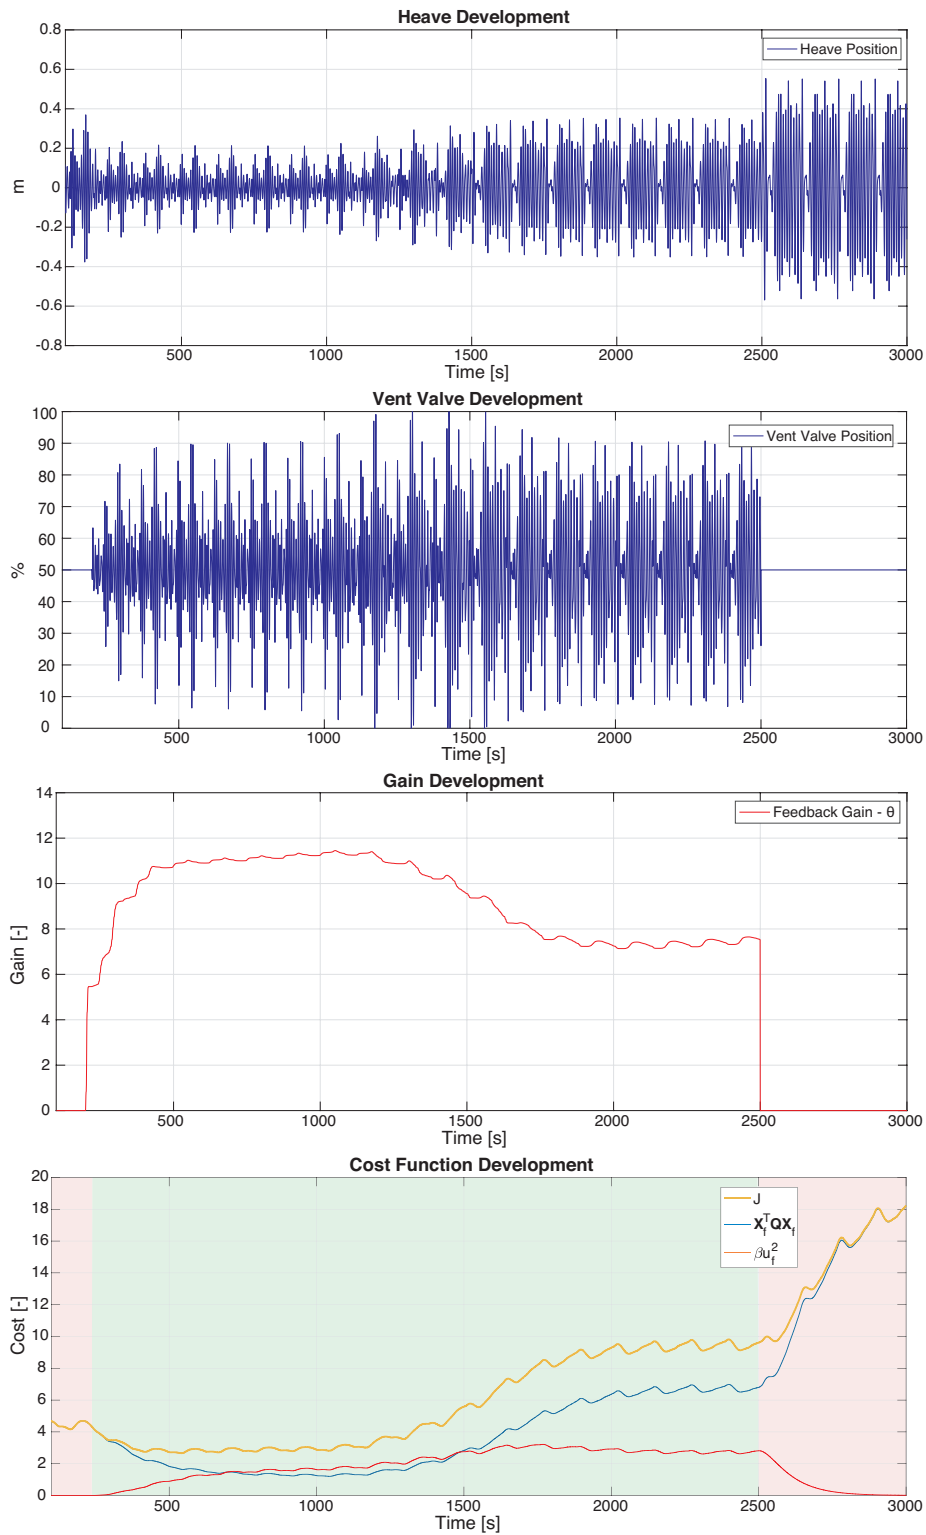 Heave Development
0.8
0.6
0.4
0.2
0
-0.2
-0.4
-0.6
-0.8
m
Heave Position
500 1000 1500 2000 2500 3000
Time [s]
Vent Valve Development
100
90
80
70
60
50
40
30
20
10
0
%
Vent Valve Position
500 1000 1500 2000 2500 3000
Time [s]
Gain Development
14
12
10
8
6
4
2
0
Gain [-]
Feedback Gain - θ
500 1000 1500 2000 2500 3000
Time [s]
Cost Function Development
20
18
16
14
12
10
8
6
4
2
0
Cost [-]
J
X_f^T QX_f
βu_f^2
500 1000 1500 2000 2500 3000
Time [s]